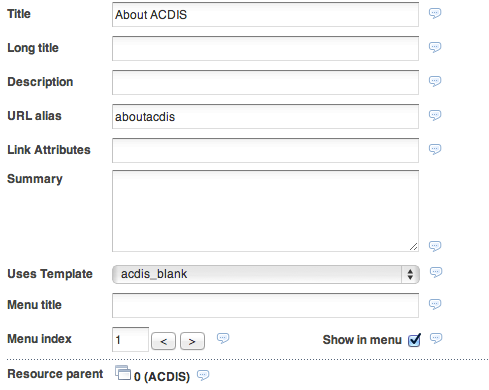 Title About ACDIS
Long title
Description
URL alias aboutacdis
Link Attributes
Summary
Uses Template acdis_blank
Menu title
Menu index 1 < > Show in menu
Resource parent 0 (ACDIS)